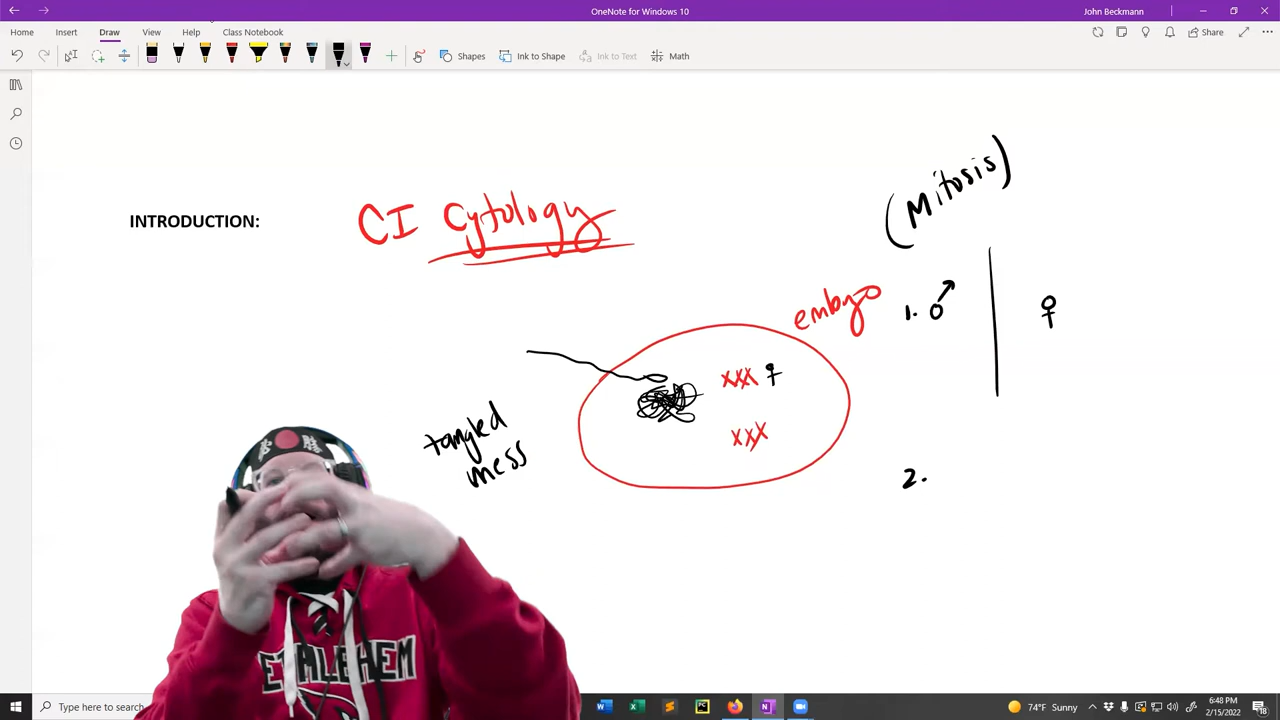 OneNote for Windows 10
John Beckmann
Home Insert Draw View Help Class Notebook
Shapes Ink to Shape Ink to Text Math Share
(Mitosis)
INTRODUCTION: CI Cytology
embryo 1. ♂ ♀
xxx ♀
xxx
tangled
mess
2.
ETHLEHEM
Type here to search
74°F Sunny
6:48 PM
2/15/2022
18